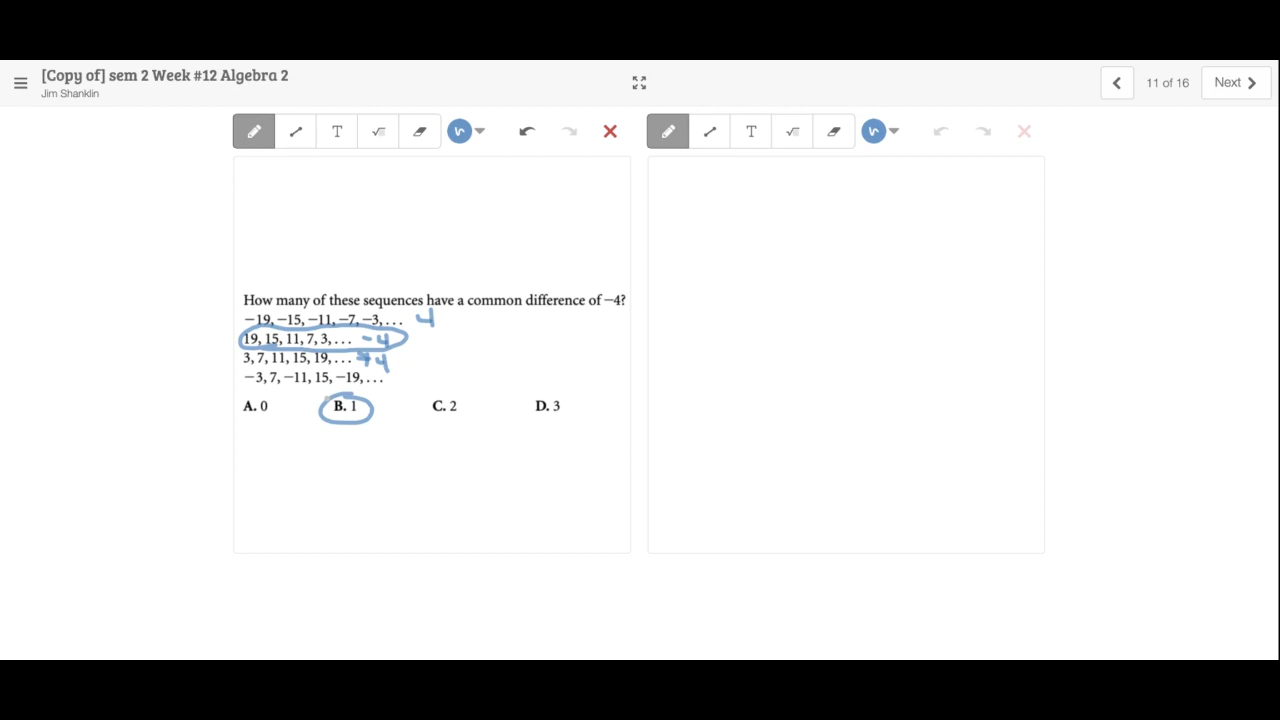 [Copy of] sem 2 Week #12 Algebra 2
Jim Shanklin
11 of 16
Next
T
T
How many of these sequences have a common difference of −4?
−19, −15, −11, −7, −3, . . . 4
19, 15, 11, 7, 3, . . . −4
3, 7, 11, 15, 19, . . . +4
−3, 7, −11, 15, −19, . . .
A. 0 B. 1 C. 2 D. 3